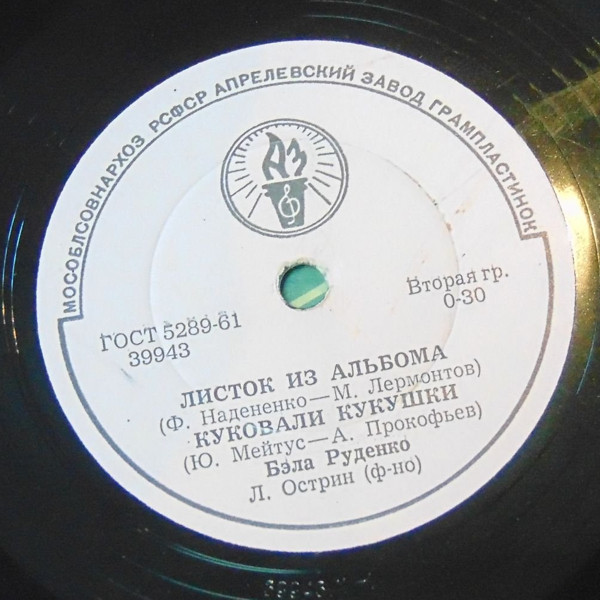 МОСОБЛСОВНАРХОЗ РСФСР АПРЕЛЕВСКИЙ ЗАВОД ГРАМПЛАСТИНОК
АЗ
ГОСТ 5289-61
39943
Вторая гр.
0-30
ЛИСТОК ИЗ АЛЬБОМА
(Ф. Надененко—М. Лермонтов)
КУКОВАЛИ КУКУШКИ
(Ю. Мейтус—А. Прокофьев)
Бэла Руденко
Л. Острин (ф-но)